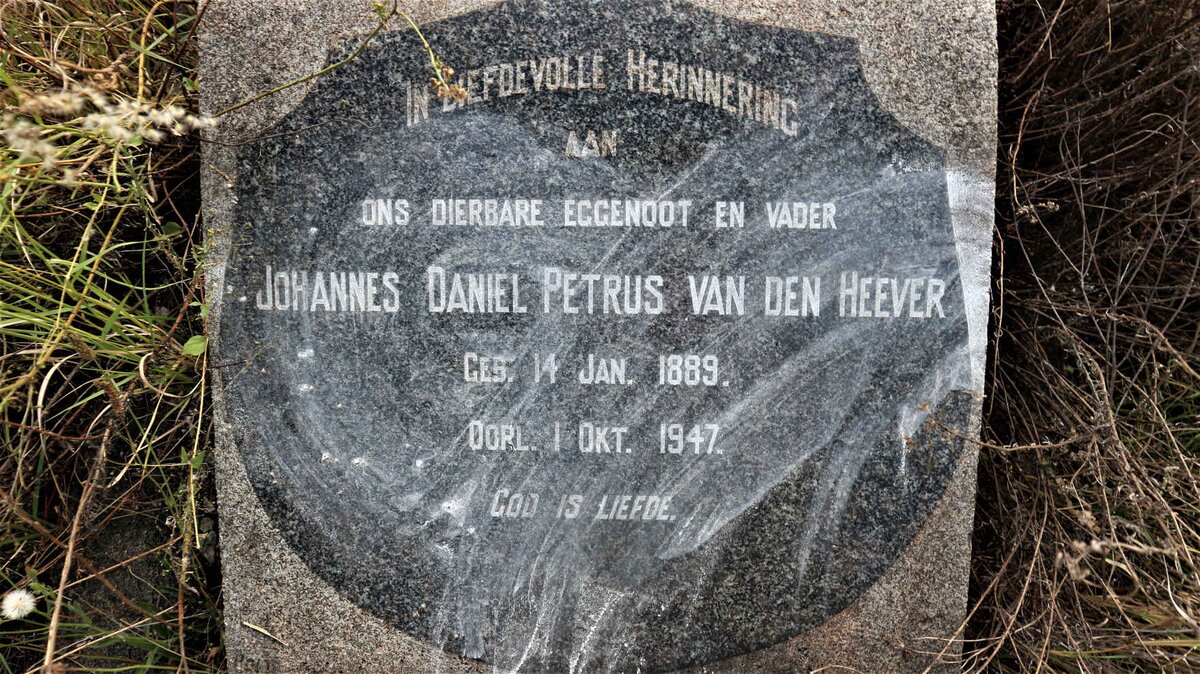 In Liefdevolle Herinnering
aan
ons dierbare eggenoot en vader
Johannes Daniel Petrus van den Heever
Geb. 14 Jan. 1889.
Oorl. 1 Okt. 1947.
God is liefde.